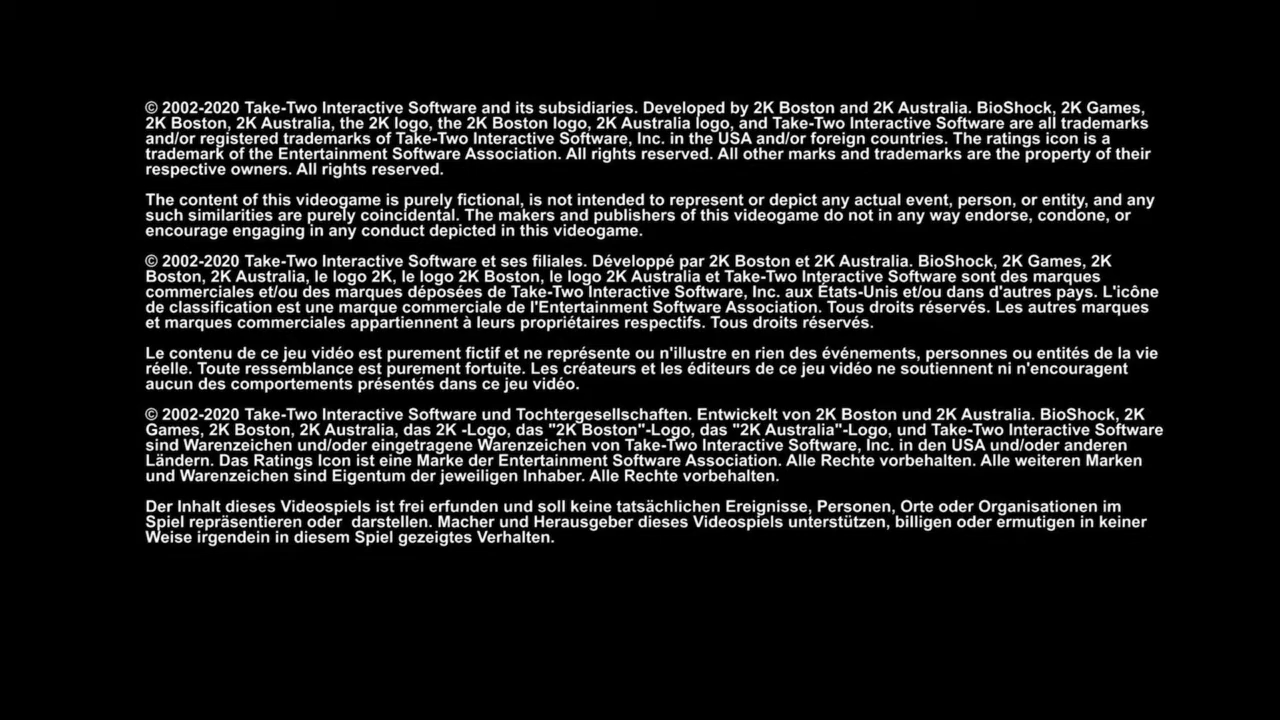 © 2002-2020 Take-Two Interactive Software and its subsidiaries. Developed by 2K Boston and 2K Australia. BioShock, 2K Games,
2K Boston, 2K Australia, the 2K logo, the 2K Boston logo, 2K Australia logo, and Take-Two Interactive Software are all trademarks
and/or registered trademarks of Take-Two Interactive Software, Inc. in the USA and/or foreign countries. The ratings icon is a
trademark of the Entertainment Software Association. All rights reserved. All other marks and trademarks are the property of their
respective owners. All rights reserved.
The content of this videogame is purely fictional, is not intended to represent or depict any actual event, person, or entity, and any
such similarities are purely coincidental. The makers and publishers of this videogame do not in any way endorse, condone, or
encourage engaging in any conduct depicted in this videogame.
© 2002-2020 Take-Two Interactive Software et ses filiales. Développé par 2K Boston et 2K Australia. BioShock, 2K Games, 2K
Boston, 2K Australia, le logo 2K, le logo 2K Boston, le logo 2K Australia et Take-Two Interactive Software sont des marques
commerciales et/ou des marques déposées de Take-Two Interactive Software, Inc. aux États-Unis et/ou dans d'autres pays. L'icône
de classification est une marque commerciale de l'Entertainment Software Association. Tous droits réservés. Les autres marques
et marques commerciales appartiennent à leurs propriétaires respectifs. Tous droits réservés.
Le contenu de ce jeu vidéo est purement fictif et ne représente ou n'illustre en rien des événements, personnes ou entités de la vie
réelle. Toute ressemblance est purement fortuite. Les créateurs et les éditeurs de ce jeu vidéo ne soutiennent ni n'encouragent
aucun des comportements présentés dans ce jeu vidéo.
© 2002-2020 Take-Two Interactive Software und Tochtergesellschaften. Entwickelt von 2K Boston und 2K Australia. BioShock, 2K
Games, 2K Boston, 2K Australia, das 2K -Logo, das "2K Boston"-Logo, das "2K Australia"-Logo, und Take-Two Interactive Software
sind Warenzeichen und/oder eingetragene Warenzeichen von Take-Two Interactive Software, Inc. in den USA und/oder anderen
Ländern. Das Ratings Icon ist eine Marke der Entertainment Software Association. Alle Rechte vorbehalten. Alle weiteren Marken
und Warenzeichen sind Eigentum der jeweiligen Inhaber. Alle Rechte vorbehalten.
Der Inhalt dieses Videospiels ist frei erfunden und soll keine tatsächlichen Ereignisse, Personen, Orte oder Organisationen im
Spiel repräsentieren oder  darstellen. Macher und Herausgeber dieses Videospiels unterstützen, billigen oder ermutigen in keiner
Weise irgendein in diesem Spiel gezeigtes Verhalten.